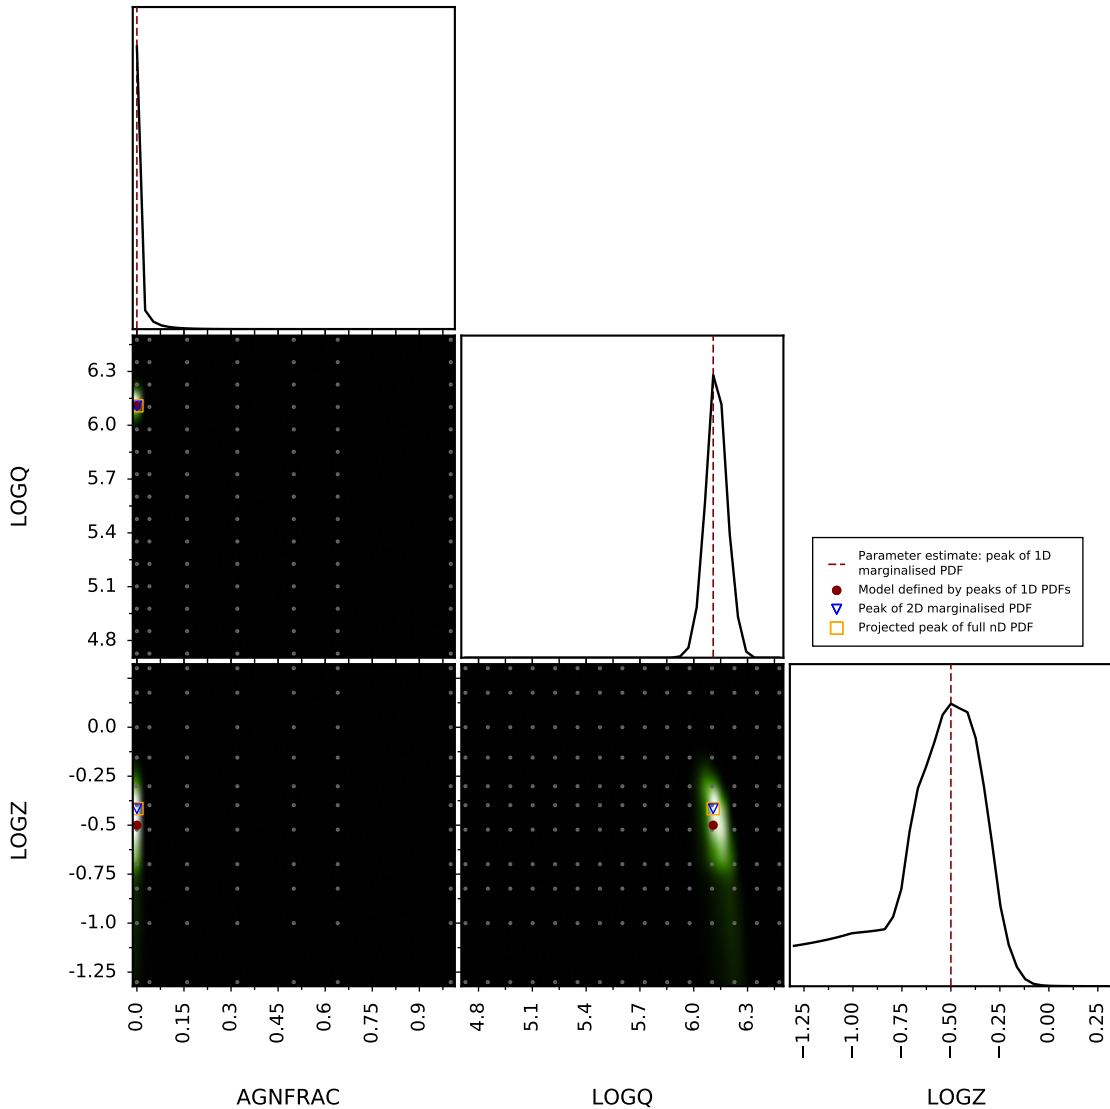 6.3
6.0
5.7
5.4
5.1
4.8
LOGQ
Parameter estimate: peak of 1D
marginalised PDF
Model defined by peaks of 1D PDFs
Peak of 2D marginalised PDF
Projected peak of full nD PDF
0.0
-0.25
-0.5
-0.75
-1.0
-1.25
LOGZ
0.0 0.15 0.3 0.45 0.6 0.75 0.9
4.8 5.1 5.4 5.7 6.0 6.3
−1.25 −1.00 −0.75 −0.50 −0.25 0.00 0.25
AGNFRAC LOGQ LOGZ